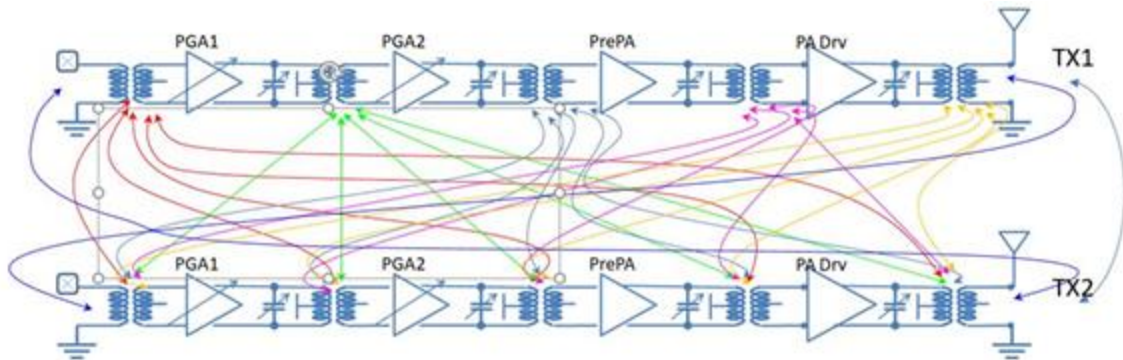 PGA1 PGA2 PrePA PA Drv TX1
PGA1 PGA2 PrePA PA Drv TX2